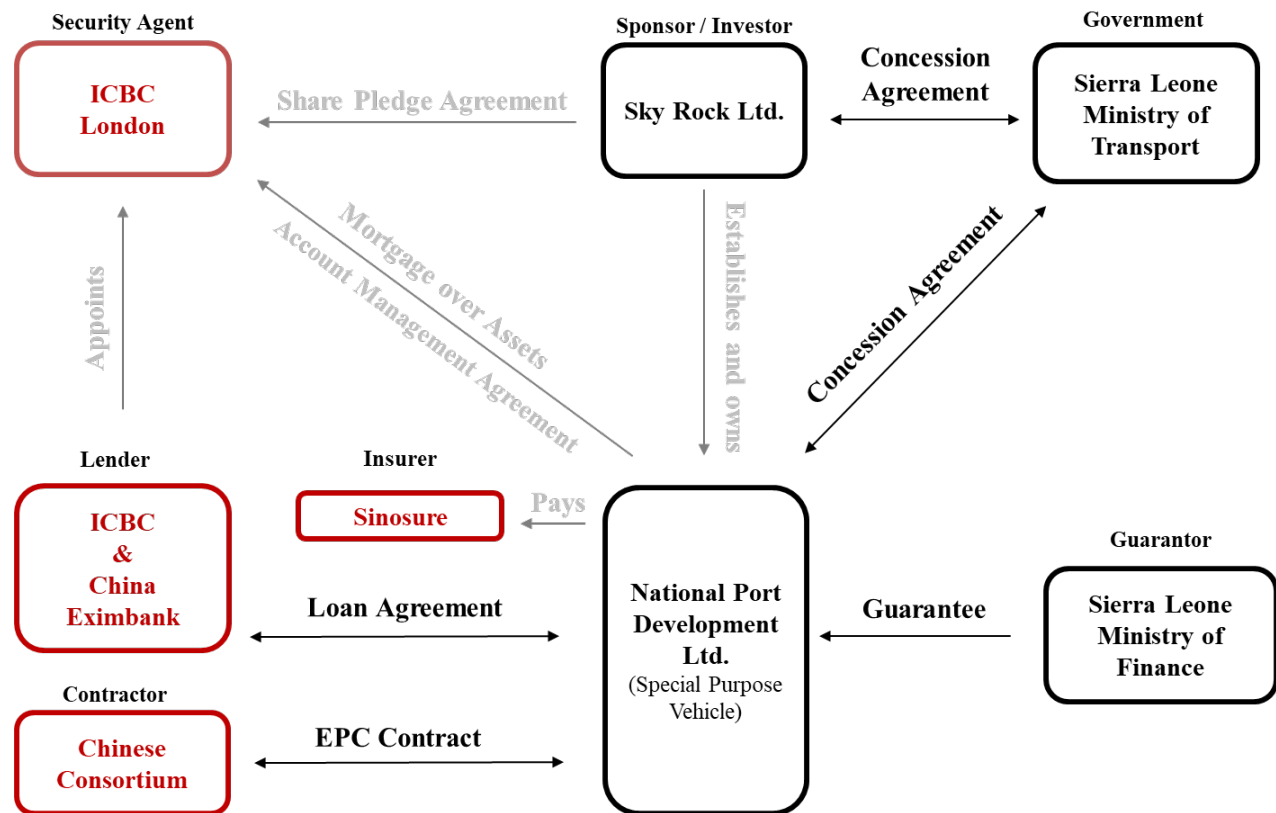 Security Agent
ICBC
London
Share Pledge Agreement
Sponsor / Investor
Sky Rock Ltd.
Concession
Agreement
Government
Sierra Leone
Ministry of
Transport
Appoints
Mortgage over Assets
Account Management Agreement
Establishes and owns
Concession Agreement
Lender
ICBC
&
China
Eximbank
Insurer
Sinosure
Pays
Loan Agreement
National Port
Development
Ltd.
(Special Purpose
Vehicle)
Guarantee
Guarantor
Sierra Leone
Ministry of
Finance
Contractor
Chinese
Consortium
EPC Contract